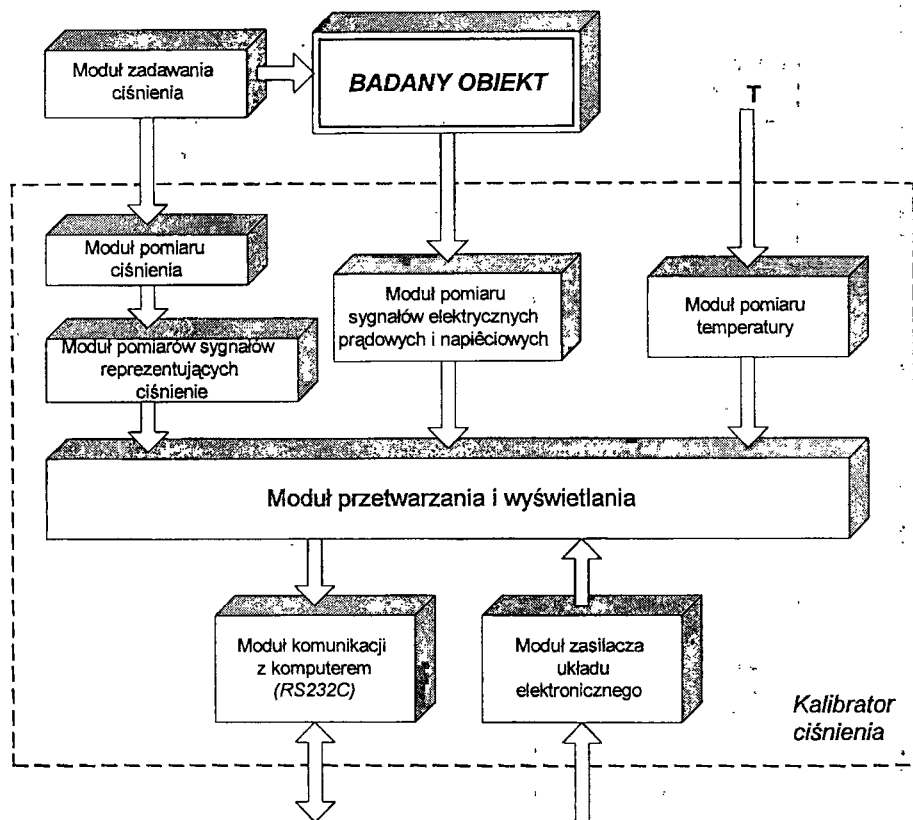 Moduł zadawania
ciśnienia
BADANY OBIEKT
T
Moduł pomiaru
ciśnienia
Moduł pomiaru
sygnałów elektrycznych
prądowych i napiêciowych
Moduł pomiaru
temperatury
Moduł pomiarów sygnałów
reprezentujących
ciśnienie
Moduł przetwarzania i wyświetlania
Moduł komunikacji
z komputerem
(RS232C)
Moduł zasilacza
układu
elektronicznego
Kalibrator
ciśnienia